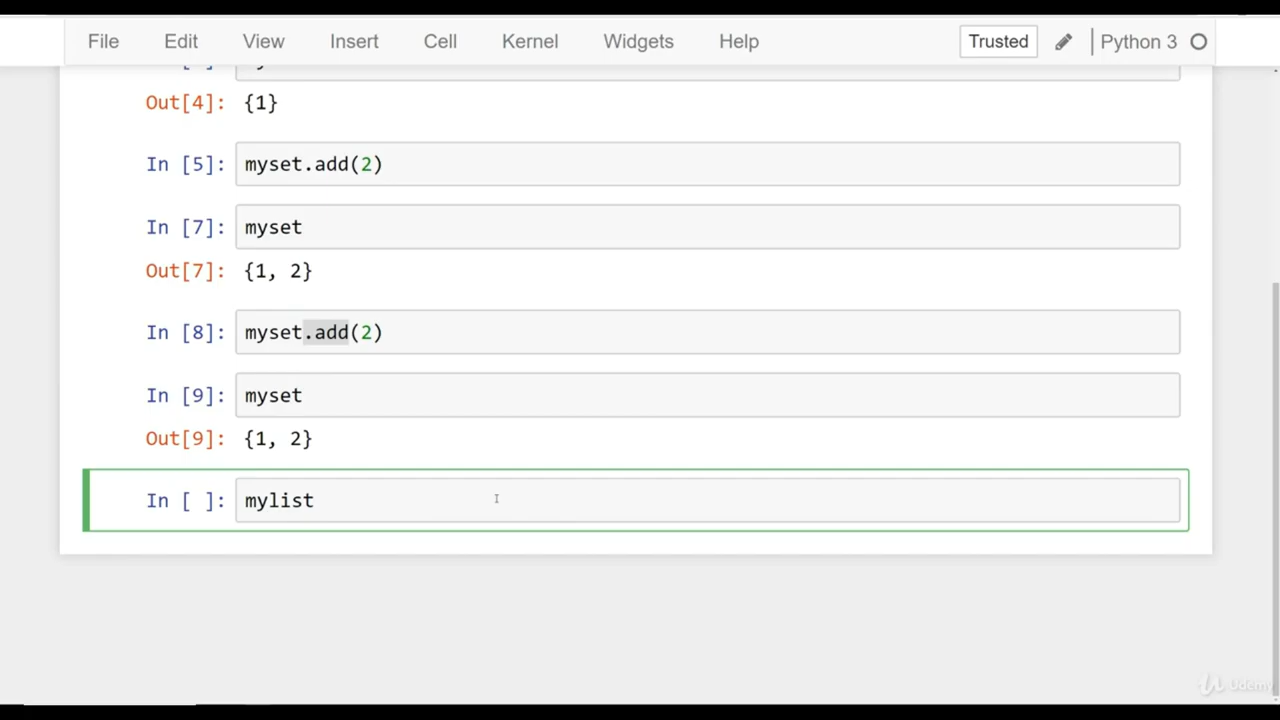 File Edit View Insert Cell Kernel Widgets Help Trusted Python 3
Out[4]: {1}
In [5]: myset.add(2)
In [7]: myset
Out[7]: {1, 2}
In [8]: myset.add(2)
In [9]: myset
Out[9]: {1, 2}
In [ ]: mylist
Udemy